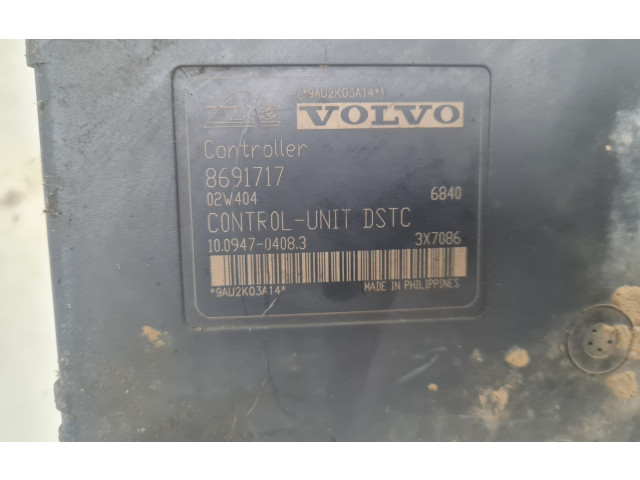 (*9AU2K03A14*)
VOLVO
Controller
8691717
02W404 6840
CONTROL-UNIT DSTC
10.0947-0408.3 3X7086
*9AU2K03A14* MADE IN PHILIPPINES